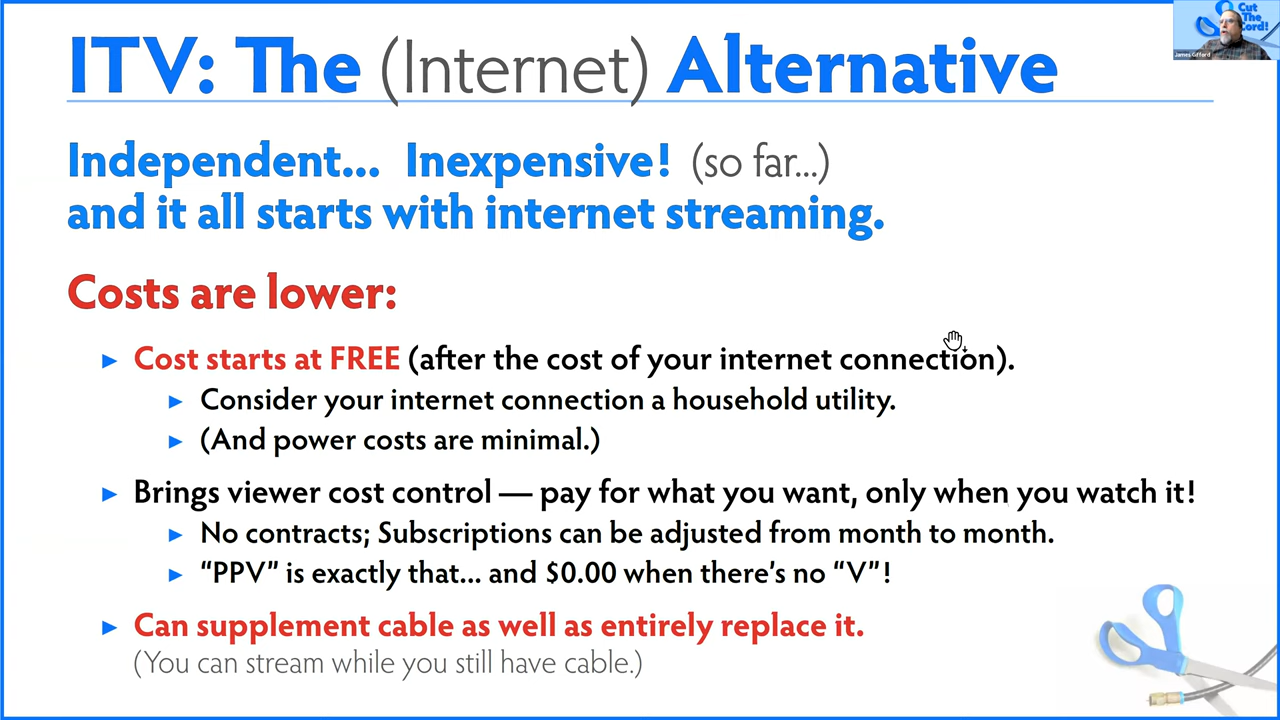 ITV: The (Internet) Alternative
Cut
The
Cord!
James Gifford
Independent... Inexpensive! (so far...)
and it all starts with internet streaming.
Costs are lower:
► Cost starts at FREE (after the cost of your internet connection).
► Consider your internet connection a household utility.
► (And power costs are minimal.)
► Brings viewer cost control — pay for what you want, only when you watch it!
► No contracts; Subscriptions can be adjusted from month to month.
► “PPV” is exactly that... and $0.00 when there’s no “V”!
► Can supplement cable as well as entirely replace it.
(You can stream while you still have cable.)